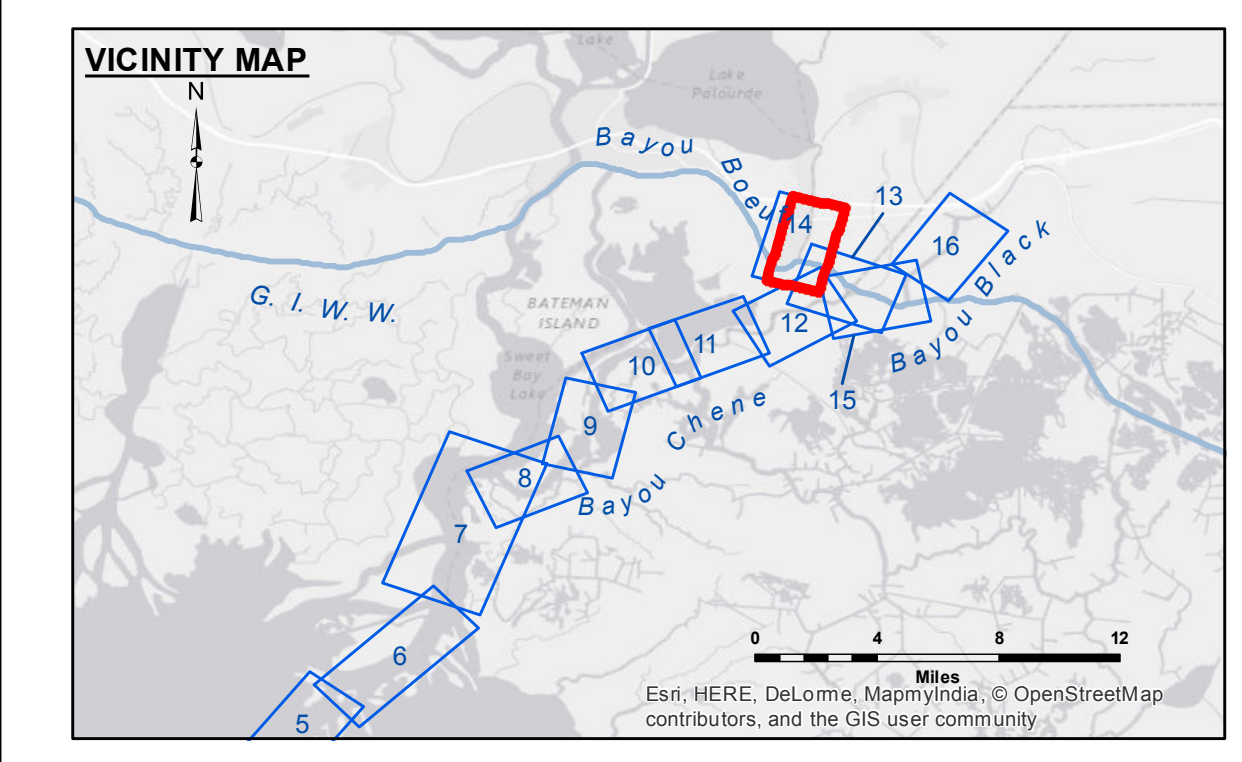 VICINITY MAP
N
Lake
Lake
Palourde
Bayou
Boeuf
G. I. W. W.
BATEMAN
ISLAND
Sweet
Bay
Lake
Bayou Chene
Bayou Black
14
13
16
12
15
11
10
9
8
7
6
5
0 4 8 12
Miles
Esri, HERE, DeLorme, MapmyIndia, © OpenStreetMap
contributors, and the GIS user community